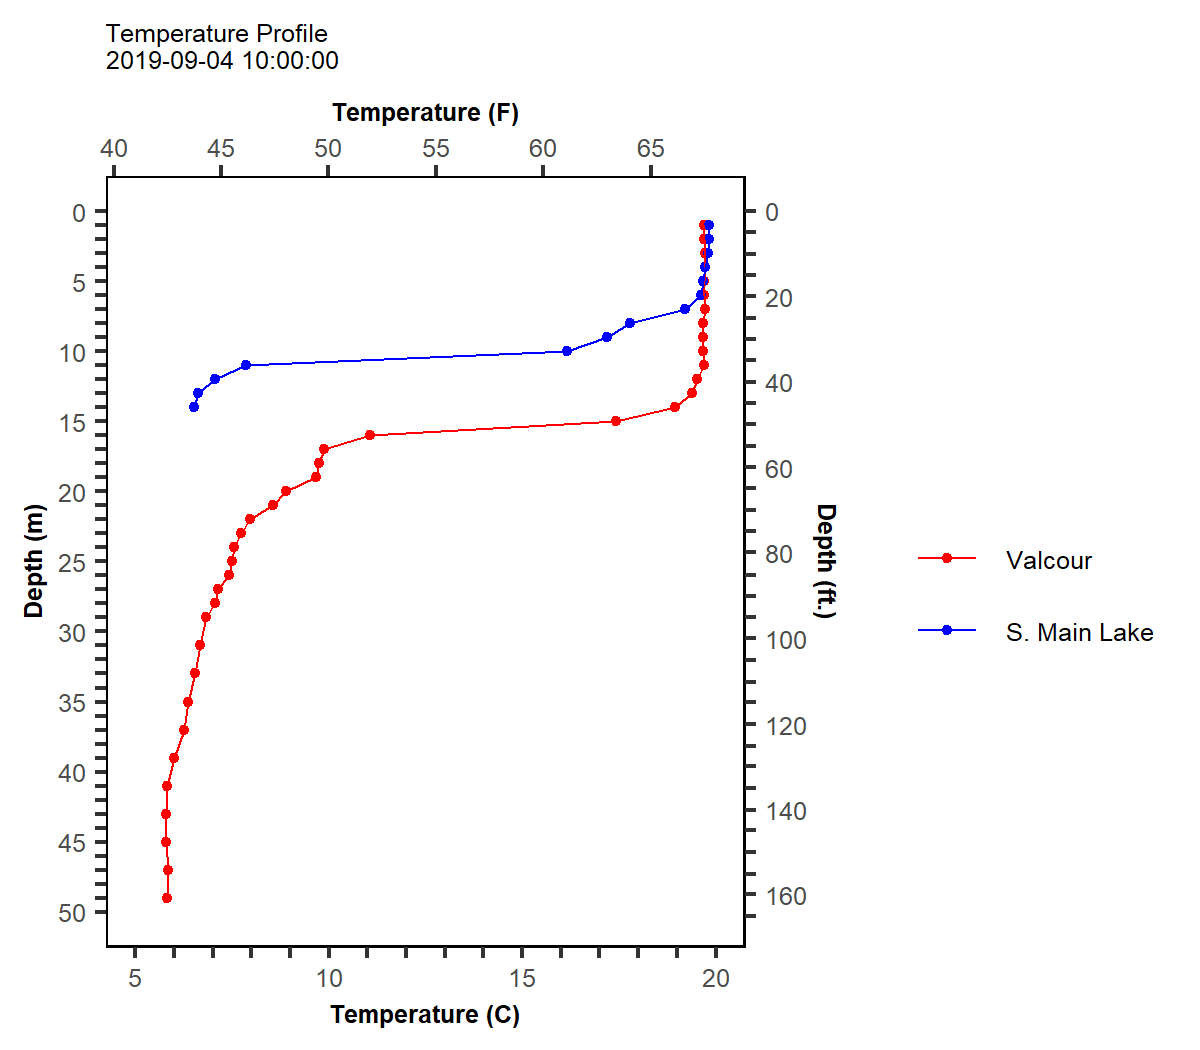 Temperature Profile
2019-09-04 10:00:00
Temperature (F)
40 45 50 55 60 65
0
5
10
15
20
25
30
35
40
45
50
Depth (m)
0
20
40
60
80
100
120
140
160
Depth (ft.)
5 10 15 20
Temperature (C)
Valcour
S. Main Lake